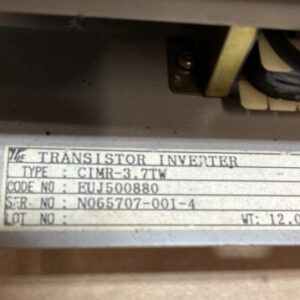 TRANSISTOR INVERTER
TYPE : CIMR-3.7TW
CODE NO : EUJ500880
SER. NO : N065707-001-4
LOT NO : WT: 12.0